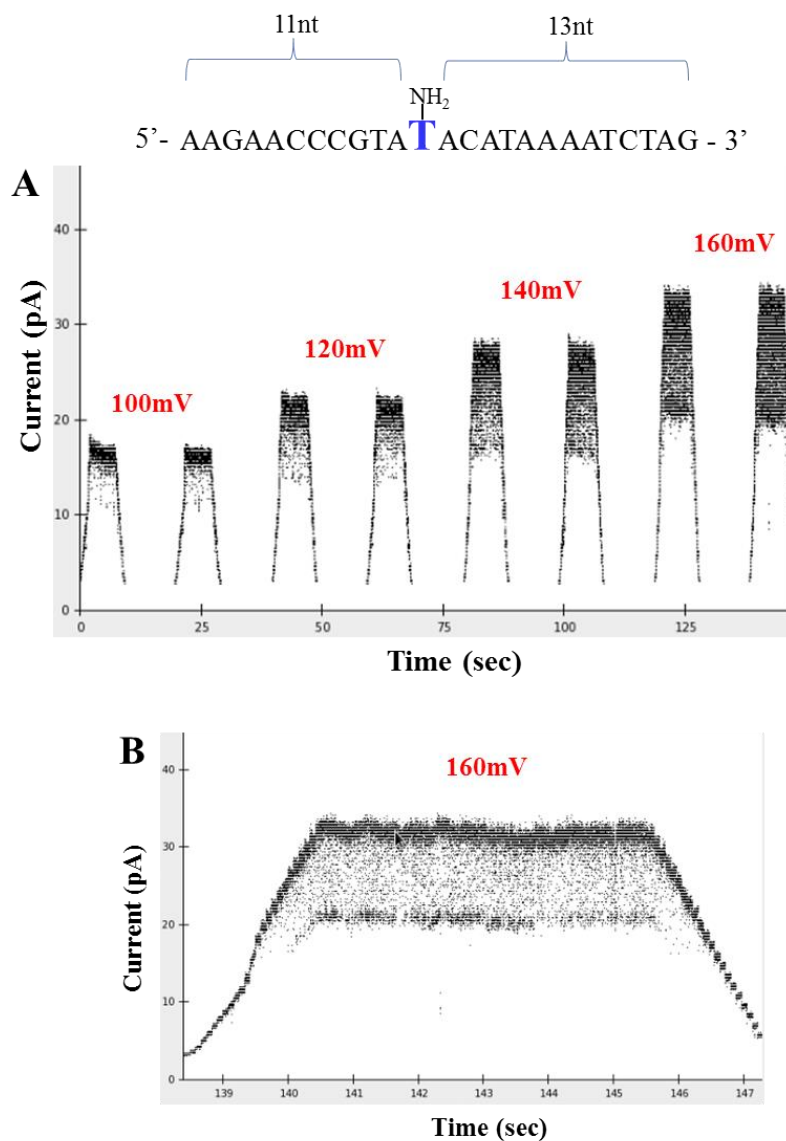 11nt
13nt
NH2
5’- AAGAACCCGTA T ACATAAAATCTAG - 3’
A
Current (pA)
40
30
20
10
0
100mV
120mV
140mV
160mV
0 25 50 75 100 125
Time (sec)
B
160mV
Current (pA)
40
30
20
10
0
139 140 141 142 143 144 145 146 147
Time (sec)